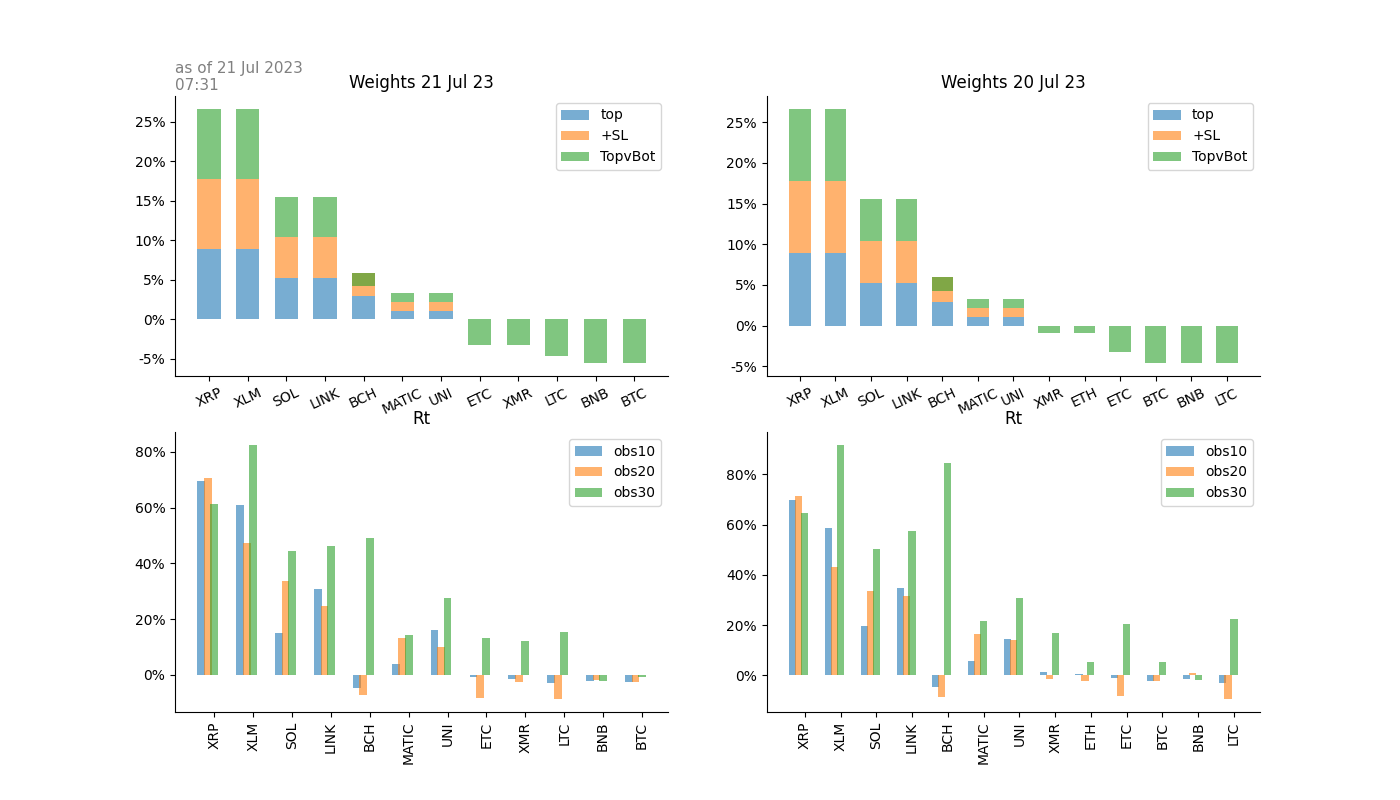 as of 21 Jul 2023
07:31
Weights 21 Jul 23
25%
20%
15%
10%
5%
0%
-5%
top
+SL
TopvBot
XRP XLM SOL LINK BCH MATIC UNI ETC XMR LTC BNB BTC
Weights 20 Jul 23
25%
20%
15%
10%
5%
0%
-5%
top
+SL
TopvBot
XRP XLM SOL LINK BCH MATIC UNI XMR ETH ETC BTC BNB LTC
Rt
80%
60%
40%
20%
0%
obs10
obs20
obs30
XRP XLM SOL LINK BCH MATIC UNI ETC XMR LTC BNB BTC
Rt
80%
60%
40%
20%
0%
obs10
obs20
obs30
XRP XLM SOL LINK BCH MATIC UNI XMR ETH ETC BTC BNB LTC